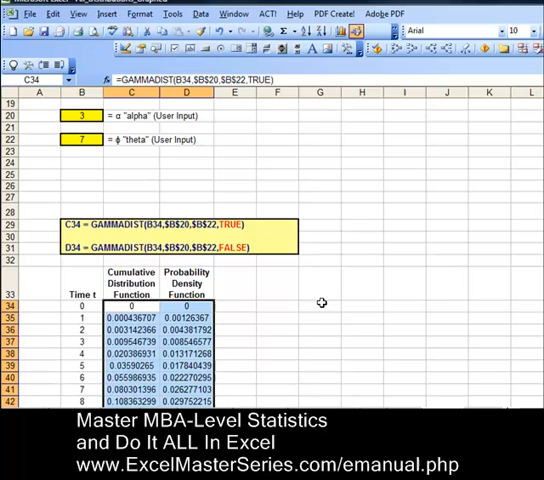 File Edit View Insert Format Tools Data Window ACT! Help PDF Create! Adobe PDF
Arial 10
C34 fx =GAMMADIST(B34,$B$20,$B$22,TRUE)
A B C D E F G H I J K L
19
20 3 = α "alpha" (User Input)
21
22 7 = ϕ "theta" (User Input)
23
24
25
26
27
28
29 C34 = GAMMADIST(B34,$B$20,$B$22,TRUE)
30
31 D34 = GAMMADIST(B34,$B$20,$B$22,FALSE)
32
Cumulative Probability
Distribution Density
33 Time t Function Function
34 0 0 0
35 1 0.000436707 0.00126367
36 2 0.003142366 0.004381792
37 3 0.009546739 0.008546577
38 4 0.020386931 0.013171268
39 5 0.03590265 0.017840439
40 6 0.055986935 0.022270295
41 7 0.080301396 0.026277103
42 8 0.108363299 0.029752215
Master MBA-Level Statistics
and Do It ALL In Excel
www.ExcelMasterSeries.com/emanual.php